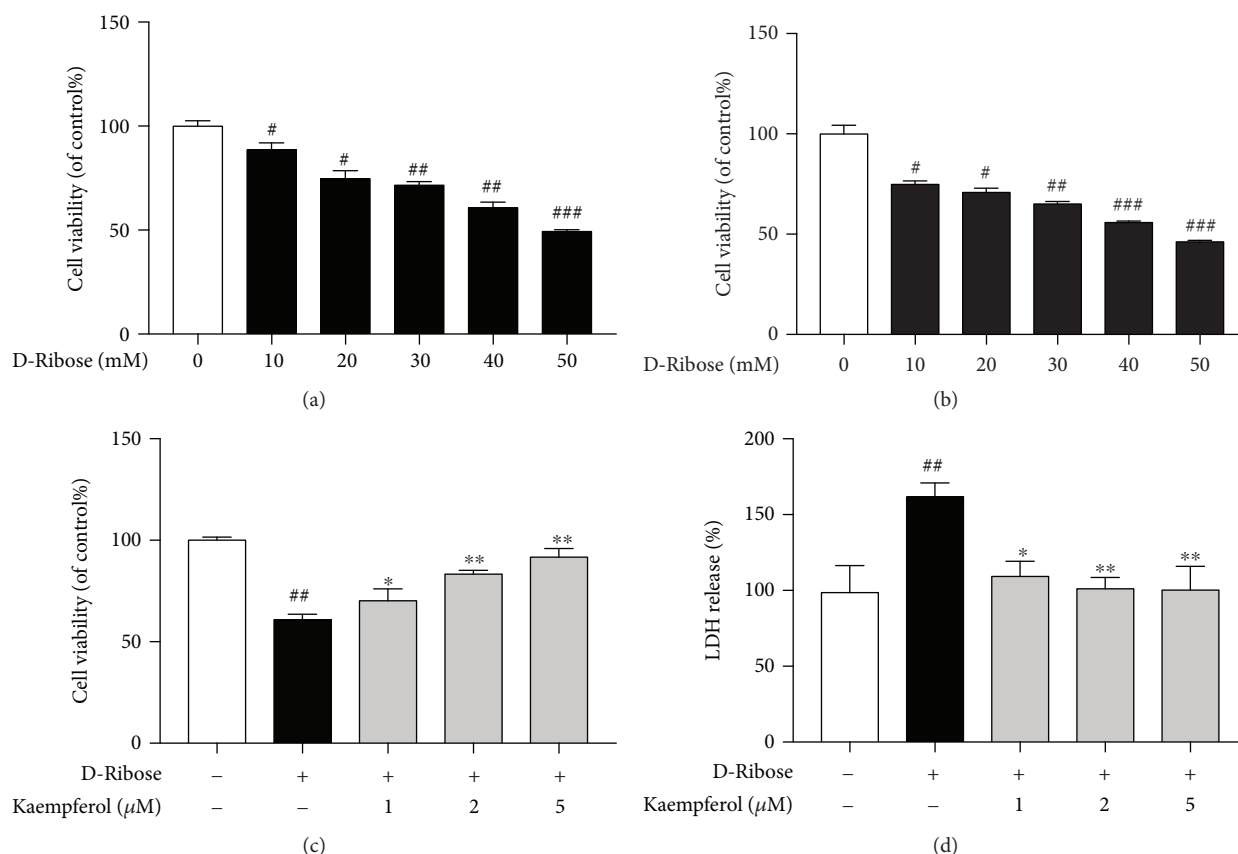 150
100
50
0
Cell viability (of control%)
#
#
##
##
###
D-Ribose (mM)
0 10 20 30 40 50
(a)
150
100
50
0
Cell viability (of control%)
#
#
##
###
###
D-Ribose (mM)
0 10 20 30 40 50
(b)
150
100
50
0
Cell viability (of control%)
##
*
**
**
D-Ribose – + + + +
Kaempferol (μM) – – 1 2 5
(c)
200
150
100
50
0
LDH release (%)
##
*
**
**
D-Ribose – + + + +
Kaempferol (μM) – – 1 2 5
(d)